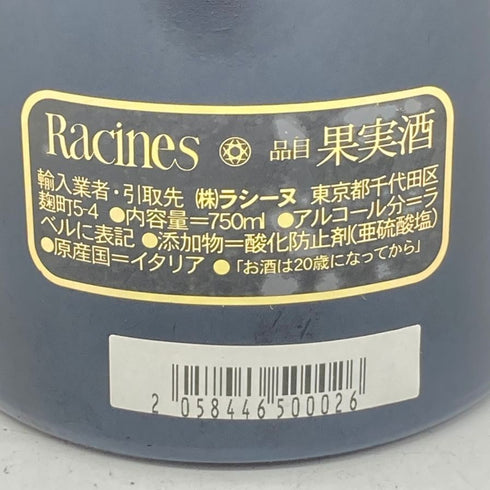 Racines 品目 果実酒
輸入業者・引取先 ㈱ラシーヌ 東京都千代田区
麹町5-4 ●内容量=750ml ●アルコール分=ラ
ベルに表記 ●添加物=酸化防止剤(亜硫酸塩)
●原産国=イタリア ●「お酒は20歳になってから」
2 058446 500026